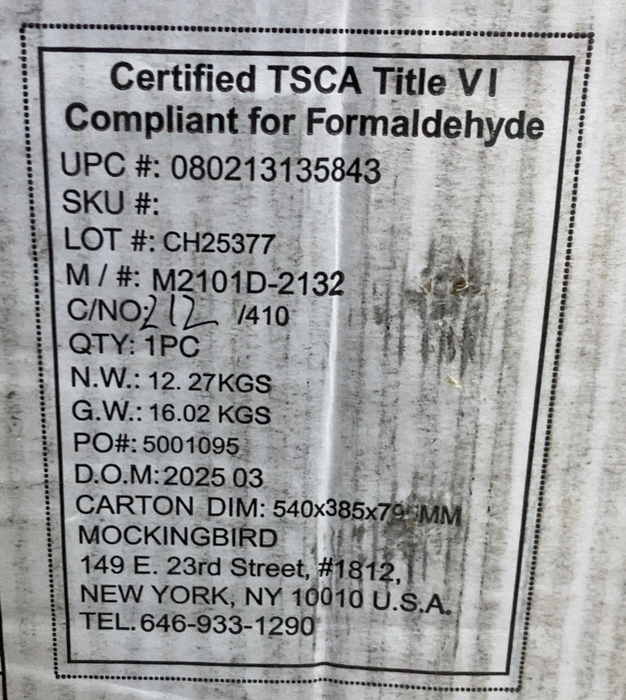 Certified TSCA Title VI
Compliant for Formaldehyde
UPC #: 080213135843
SKU #:
LOT #: CH25377
M / #: M2101D-2132
C/NO: 212 /410
QTY: 1PC
N.W.: 12. 27KGS
G.W.: 16.02 KGS
PO#: 5001095
D.O.M: 2025 03
CARTON DIM:
MOCKINGBIRD
149 E. 23rd Street, #1812,
NEW YORK, NY 10010 U.S.A.
TEL. 646-933-1290